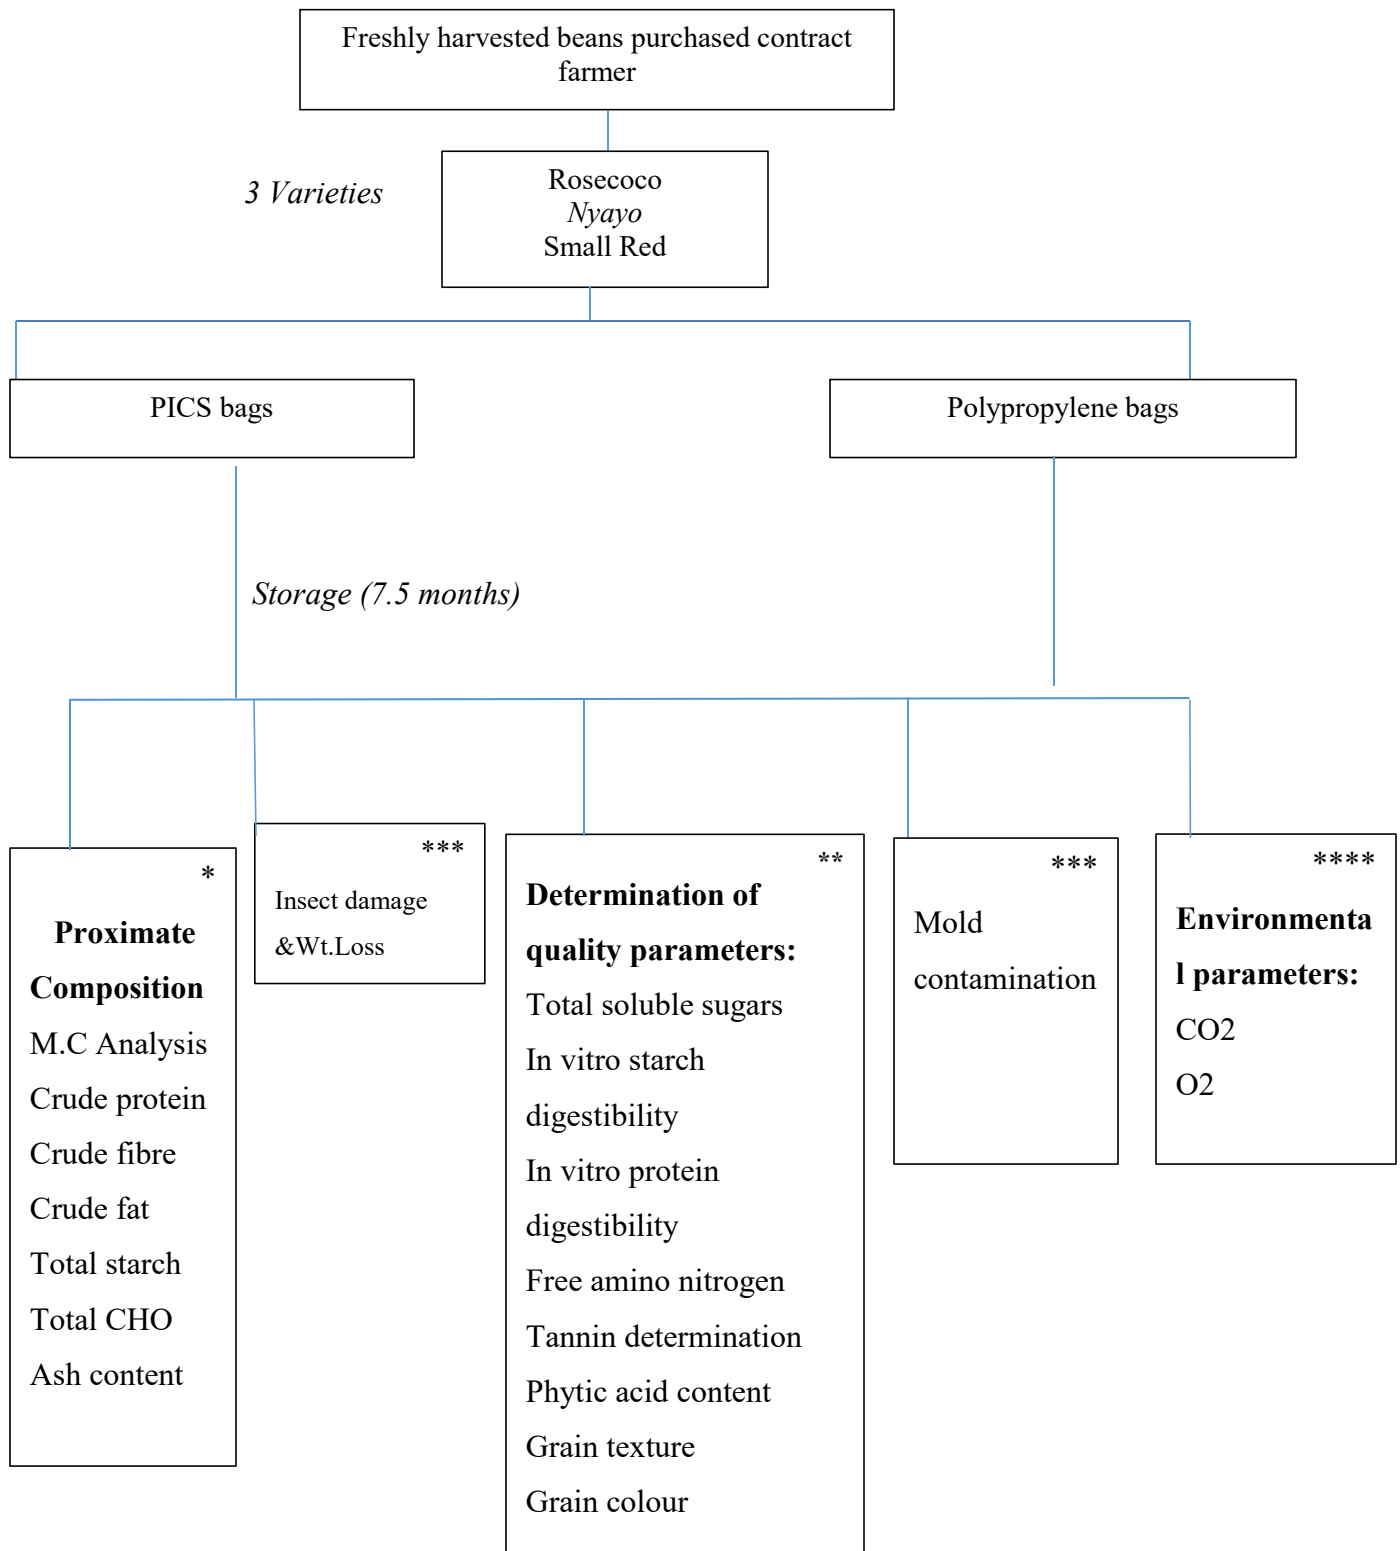 Freshly harvested beans purchased contract
farmer
3 Varieties
Rosecoco
Nyayo
Small Red
PICS bags
Polypropylene bags
Storage (7.5 months)
*
Proximate
Composition
M.C Analysis
Crude protein
Crude fibre
Crude fat
Total starch
Total CHO
Ash content
***
Insect damage
&Wt.Loss
**
Determination of
quality parameters:
Total soluble sugars
In vitro starch
digestibility
In vitro protein
digestibility
Free amino nitrogen
Tannin determination
Phytic acid content
Grain texture
Grain colour
***
Mold
contamination
****
Environmenta
l parameters:
CO2
O2